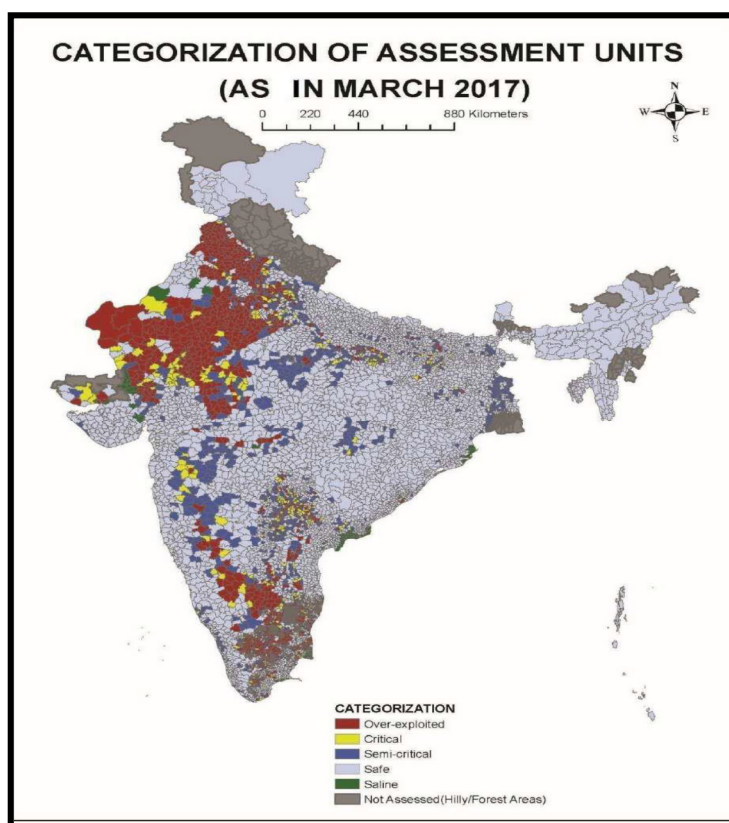 CATEGORIZATION OF ASSESSMENT UNITS
(AS IN MARCH 2017)
0 220 440 880 Kilometers
N
W E
S
CATEGORIZATION
Over-exploited
Critical
Semi-critical
Safe
Saline
Not Assessed(Hilly/Forest Areas)